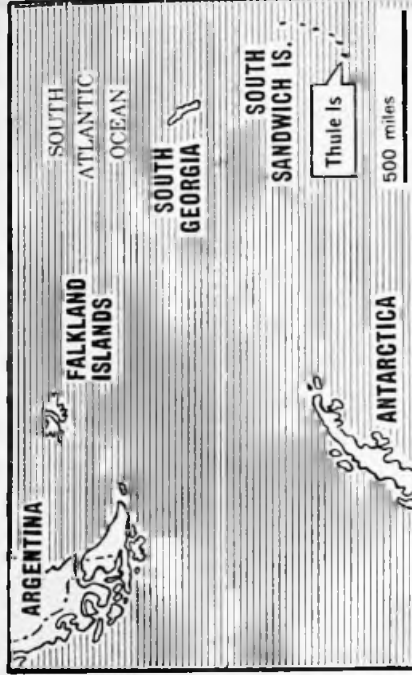 ARGENTINA
FALKLAND
ISLANDS
SOUTH
ATLANTIC
OCEAN
SOUTH
GEORGIA
SOUTH
SANDWICH IS.
Thule Is
ANTARCTICA
500 miles